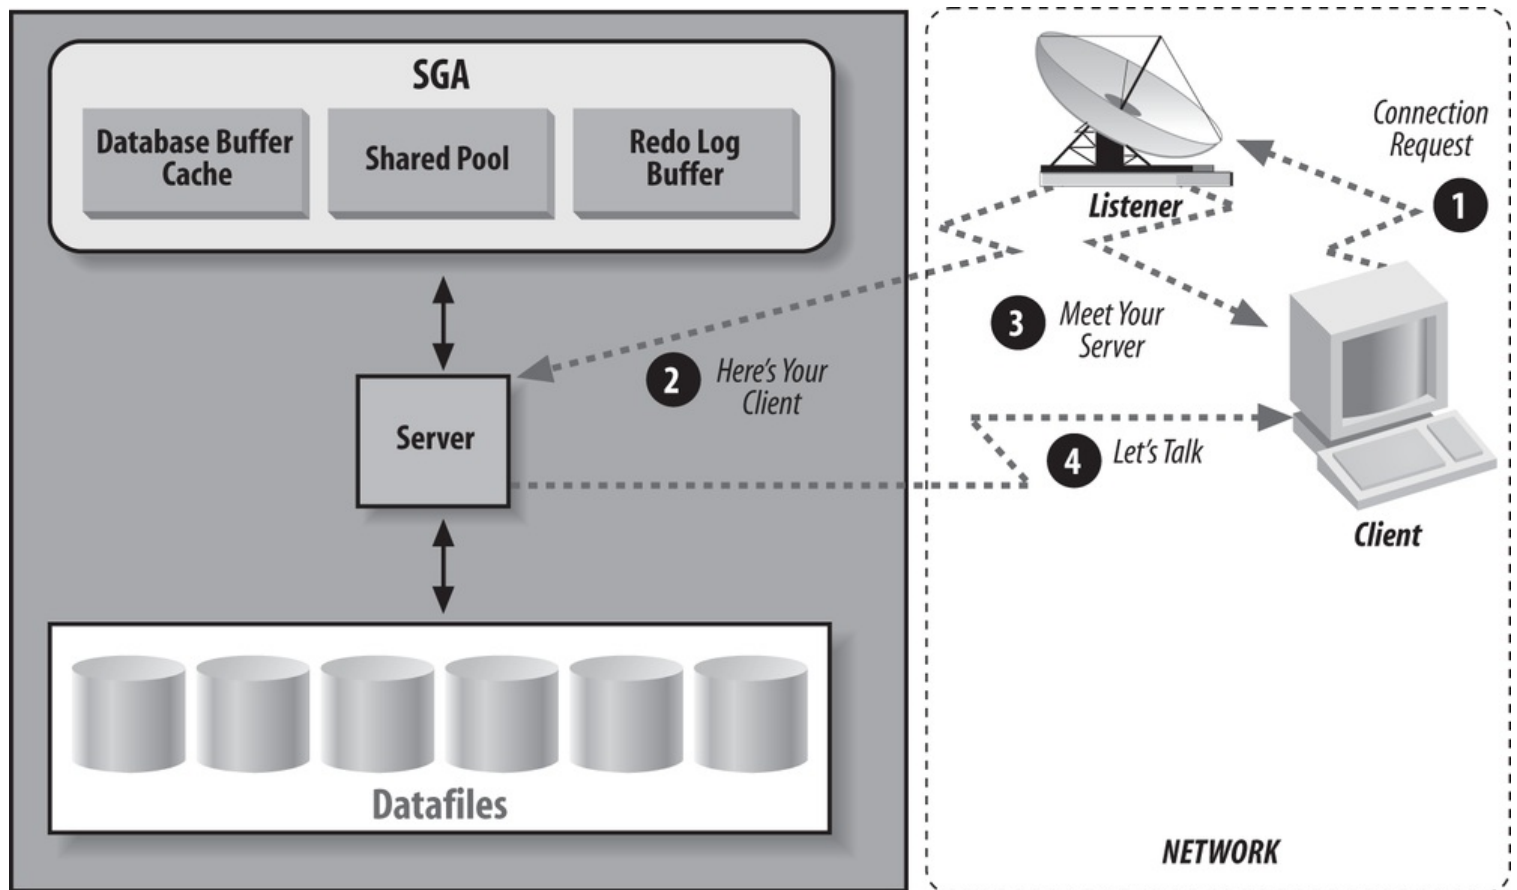 SGA
Database Buffer
Cache
Shared Pool
Redo Log
Buffer
Listener
Connection
Request
1
3
Meet Your
Server
2
Here's Your
Client
Server
4
Let's Talk
Client
Datafiles
NETWORK